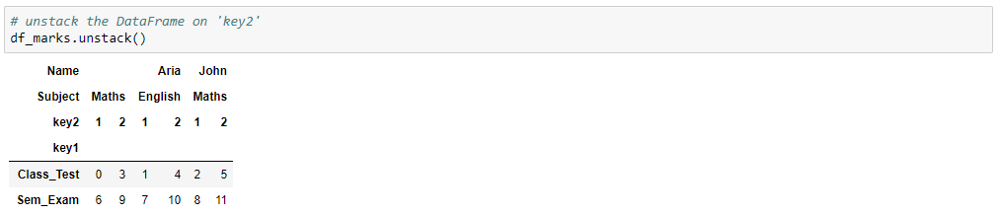 # unstack the DataFrame on 'key2'
df_marks.unstack()
Name Aria John
Subject Maths English Maths
key2 1 2 1 2 1 2
key1
Class_Test 0 3 1 4 2 5
Sem_Exam 6 9 7 10 8 11